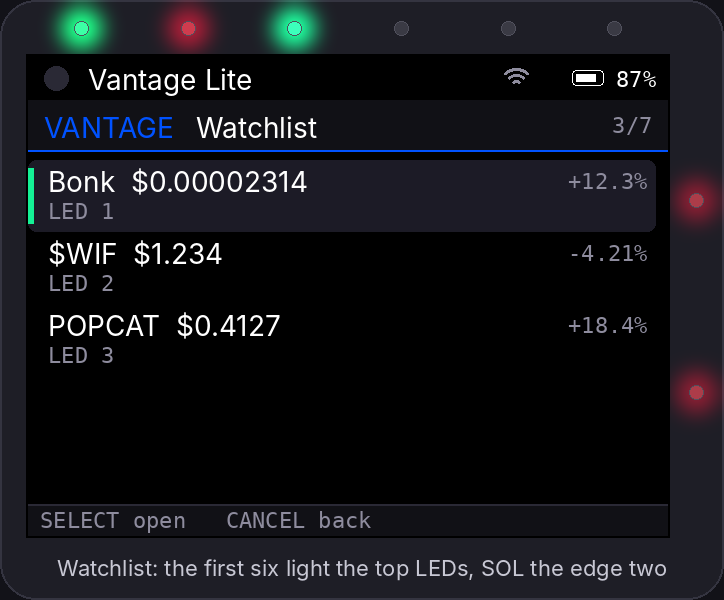 Vantage Lite 87%
VANTAGE Watchlist 3/7
Bonk $0.00002314 +12.3%
LED 1
$WIF $1.234 -4.21%
LED 2
POPCAT $0.4127 +18.4%
LED 3
SELECT open CANCEL back
Watchlist: the first six light the top LEDs, SOL the edge two